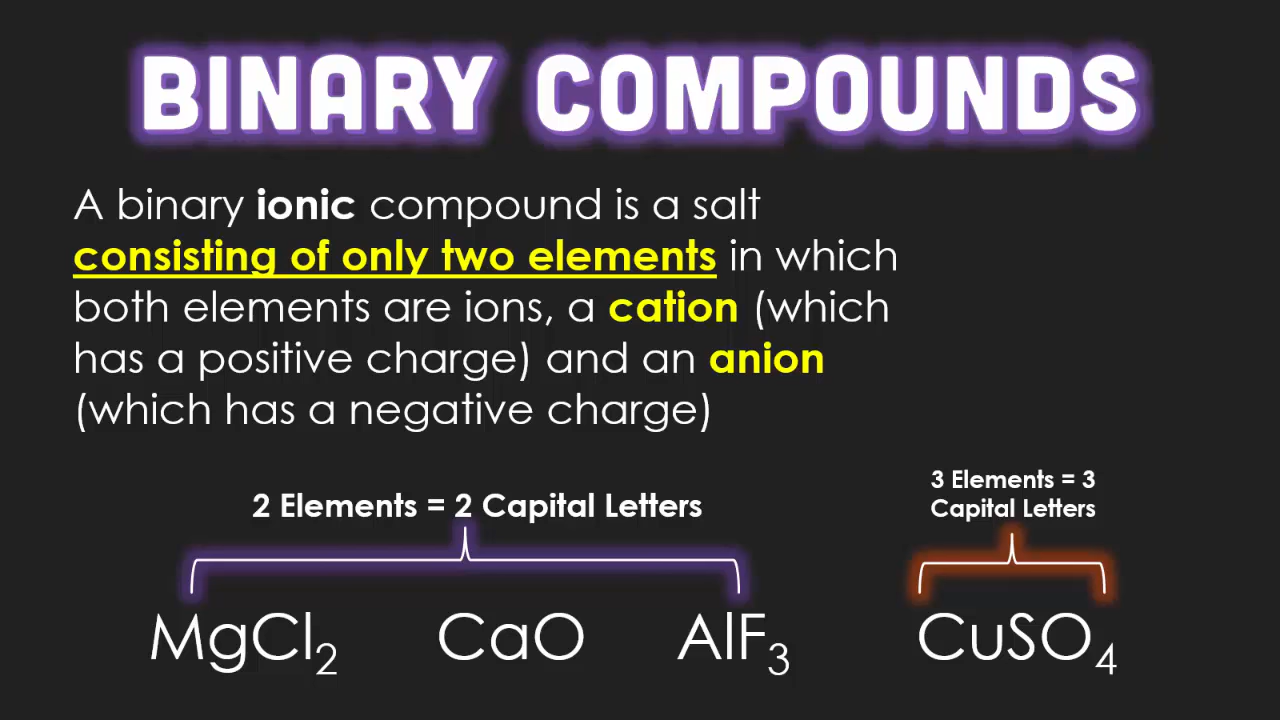 BINARY COMPOUNDS
A binary ionic compound is a salt
consisting of only two elements in which
both elements are ions, a cation (which
has a positive charge) and an anion
(which has a negative charge)
2 Elements = 2 Capital Letters
3 Elements = 3
Capital Letters
MgCl₂ CaO AlF₃ CuSO₄